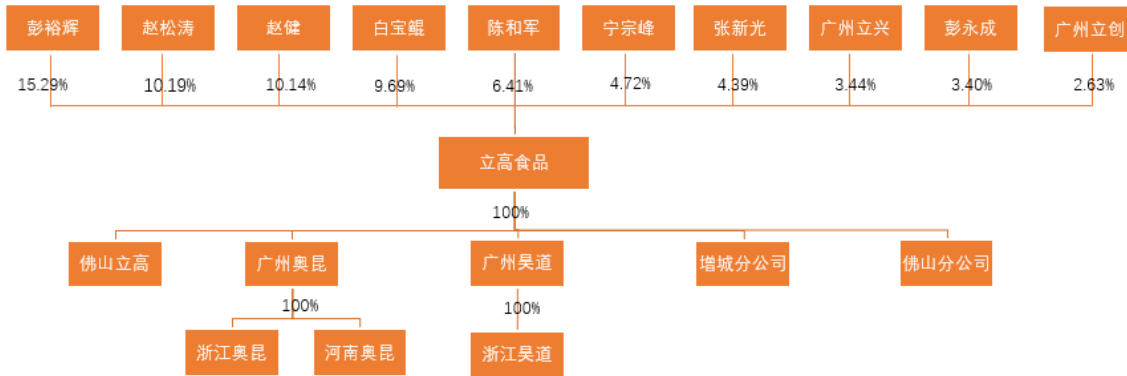 彭裕辉 赵松涛 赵健 白宝鲲 陈和军 宁宗峰 张新光 广州立兴 彭永成 广州立创
15.29% 10.19% 10.14% 9.69% 6.41% 4.72% 4.39% 3.44% 3.40% 2.63%
立高食品
100%
佛山立高 广州奥昆 广州昊道 增城分公司 佛山分公司
100% 100%
浙江奥昆 河南奥昆 浙江昊道